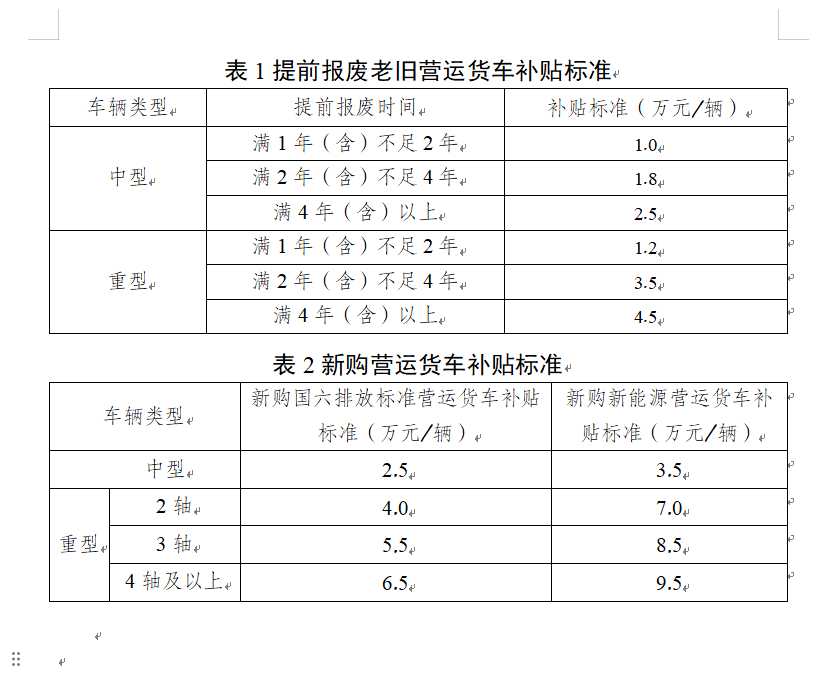 表 1 提前报废老旧营运货车补贴标准
车辆类型 提前报废时间 补贴标准（万元/辆）
中型 满 1 年（含）不足 2 年 1.0
满 2 年（含）不足 4 年 1.8
满 4 年（含）以上 2.5
重型 满 1 年（含）不足 2 年 1.2
满 2 年（含）不足 4 年 3.5
满 4 年（含）以上 4.5
表 2 新购营运货车补贴标准
车辆类型 新购国六排放标准营运货车补贴
标准（万元/辆） 新购新能源营运货车补
贴标准（万元/辆）
中型 2.5 3.5
重型 2 轴 4.0 7.0
3 轴 5.5 8.5
4 轴及以上 6.5 9.5